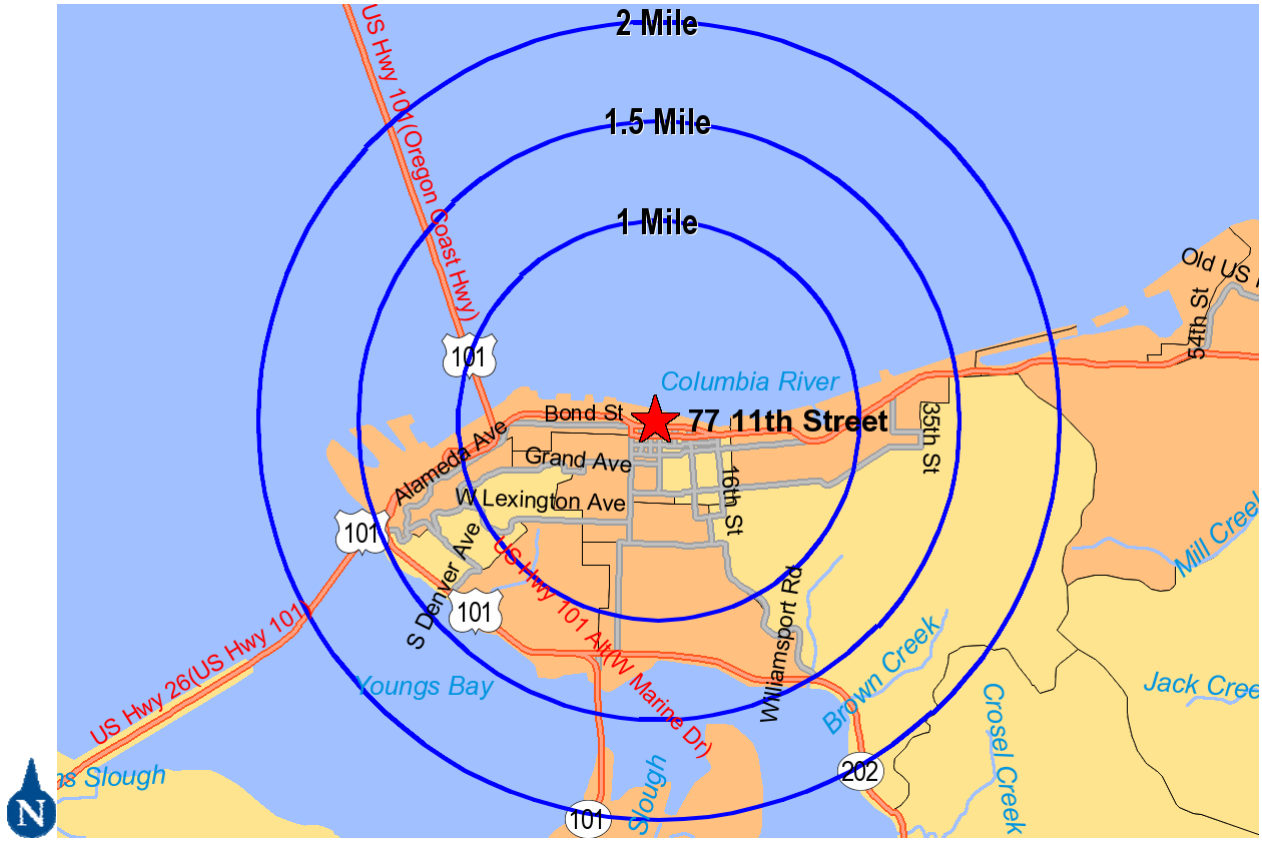 2 Mile
US Hwy 101(Oregon Coast Hwy)
1.5 Mile
1 Mile
Old US
54th St
101
Columbia River
Bond St
77 11th Street
35th St
Alameda Ave
Grand Ave
16th St
W Lexington Ave
101
Mill Creek
S Denver Ave
US Hwy 101 Alt(W Marine Dr)
101
Williamsport Rd
US Hwy 26(US Hwy 101)
Brown Creek
Youngs Bay
Jack Cree
Crosel Creek
ns Slough
Slough
202
101
N